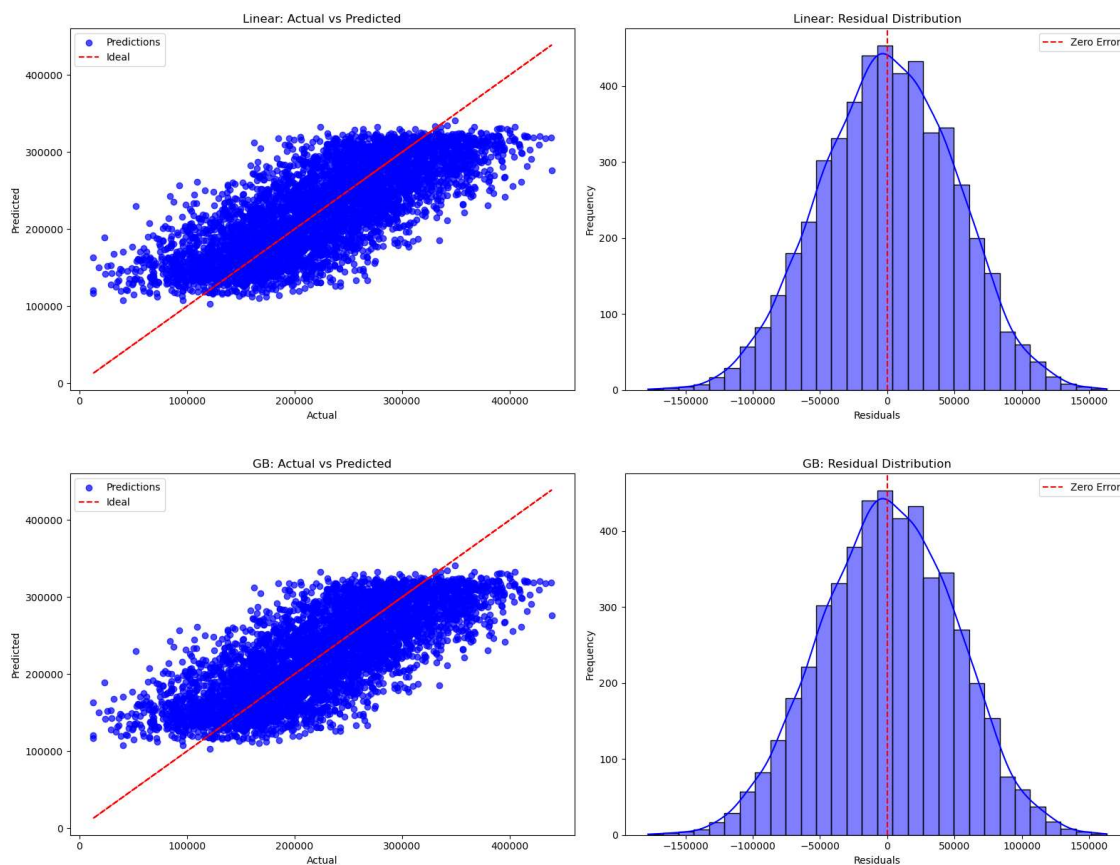 Linear: Actual vs Predicted
Predictions
Ideal
400000
300000
200000
100000
0
Predicted
0 100000 200000 300000 400000
Actual
Linear: Residual Distribution
Zero Error
400
300
200
100
0
Frequency
−150000 −100000 −50000 0 50000 100000 150000
Residuals
GB: Actual vs Predicted
Predictions
Ideal
400000
300000
200000
100000
0
Predicted
0 100000 200000 300000 400000
Actual
GB: Residual Distribution
Zero Error
400
300
200
100
0
Frequency
−150000 −100000 −50000 0 50000 100000 150000
Residuals